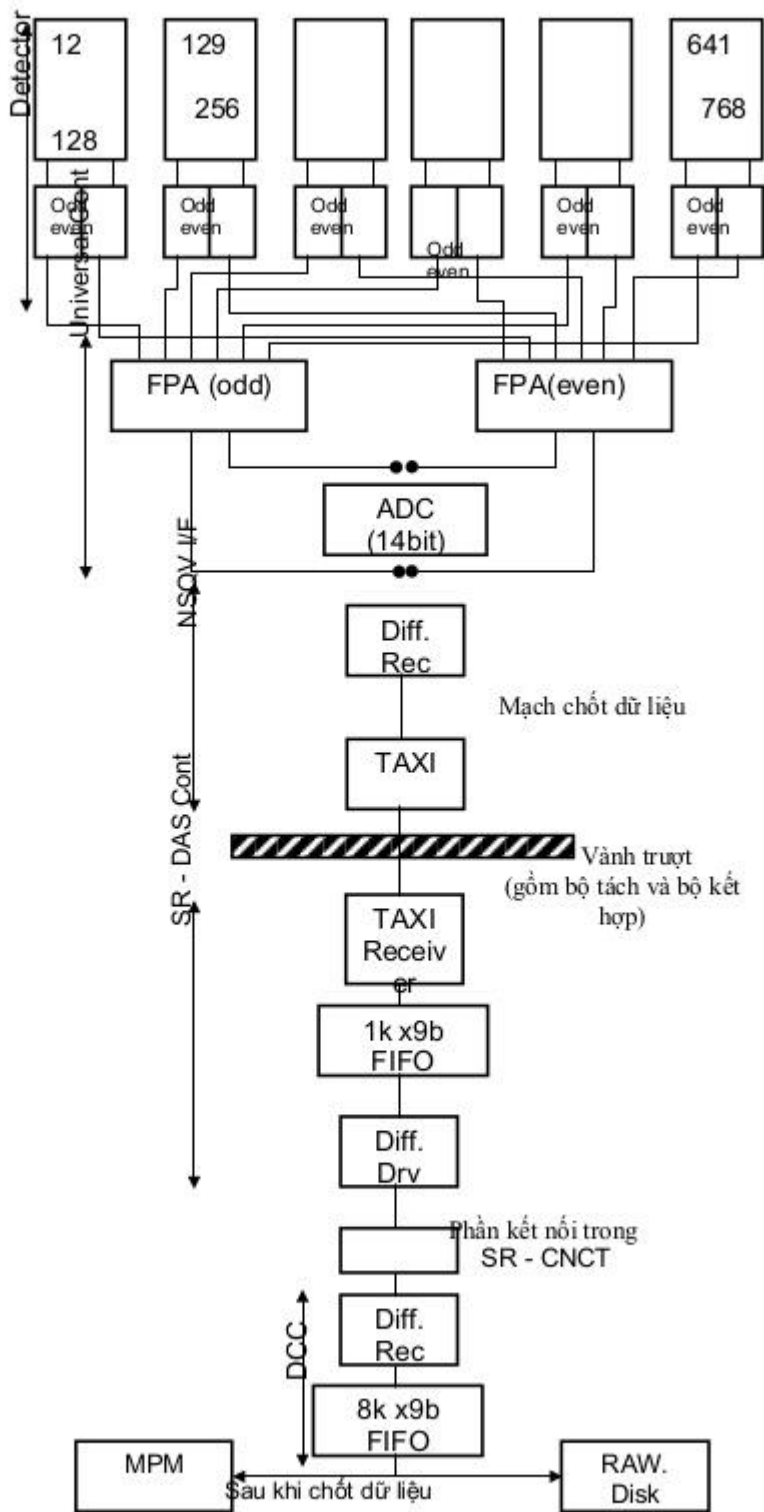 Detector
12
128
129
256
641
768
Universal Cont
Odd
even
Odd
even
Odd
even
Odd
even
Odd
even
Odd
even
FPA (odd)
FPA(even)
ADC
(14bit)
NSQV I/F
Diff.
Rec
Mạch chốt dữ liệu
TAXI
SR - DAS Cont
Vành trượt
(gồm bộ tách và bộ kết
hợp)
TAXI
Receiv
er
1k x9b
FIFO
Diff.
Drv
Phần kết nối trong
SR - CNCT
DCC
Diff.
Rec
8k x9b
FIFO
MPM
Sau khi chốt dữ liệu
RAW.
Disk